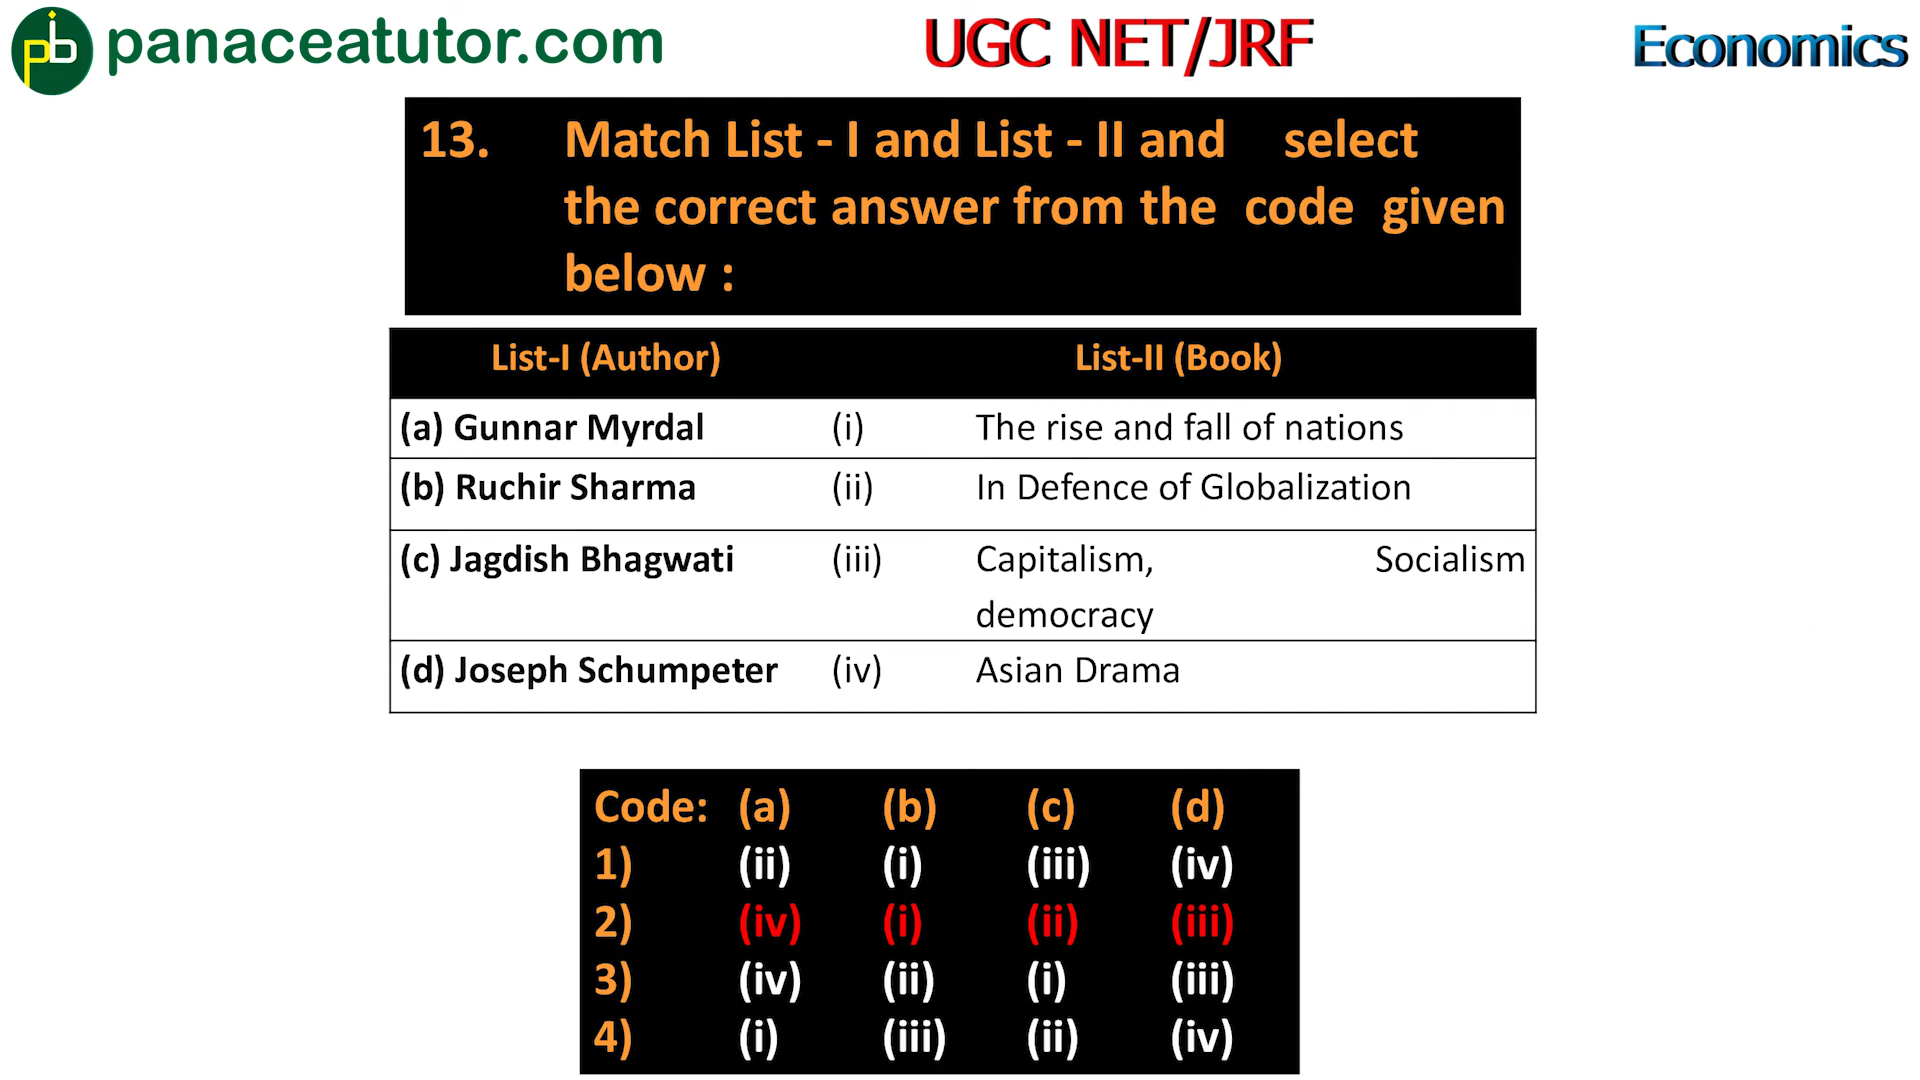 panaceatutor.com UGC NET/JRF Economics
13. Match List - I and List - II and select
the correct answer from the code given
below :
List-I (Author) List-II (Book)
(a) Gunnar Myrdal (i) The rise and fall of nations
(b) Ruchir Sharma (ii) In Defence of Globalization
(c) Jagdish Bhagwati (iii) Capitalism, Socialism
democracy
(d) Joseph Schumpeter (iv) Asian Drama
Code: (a) (b) (c) (d)
1) (ii) (i) (iii) (iv)
2) (iv) (i) (ii) (iii)
3) (iv) (ii) (i) (iii)
4) (i) (iii) (ii) (iv)